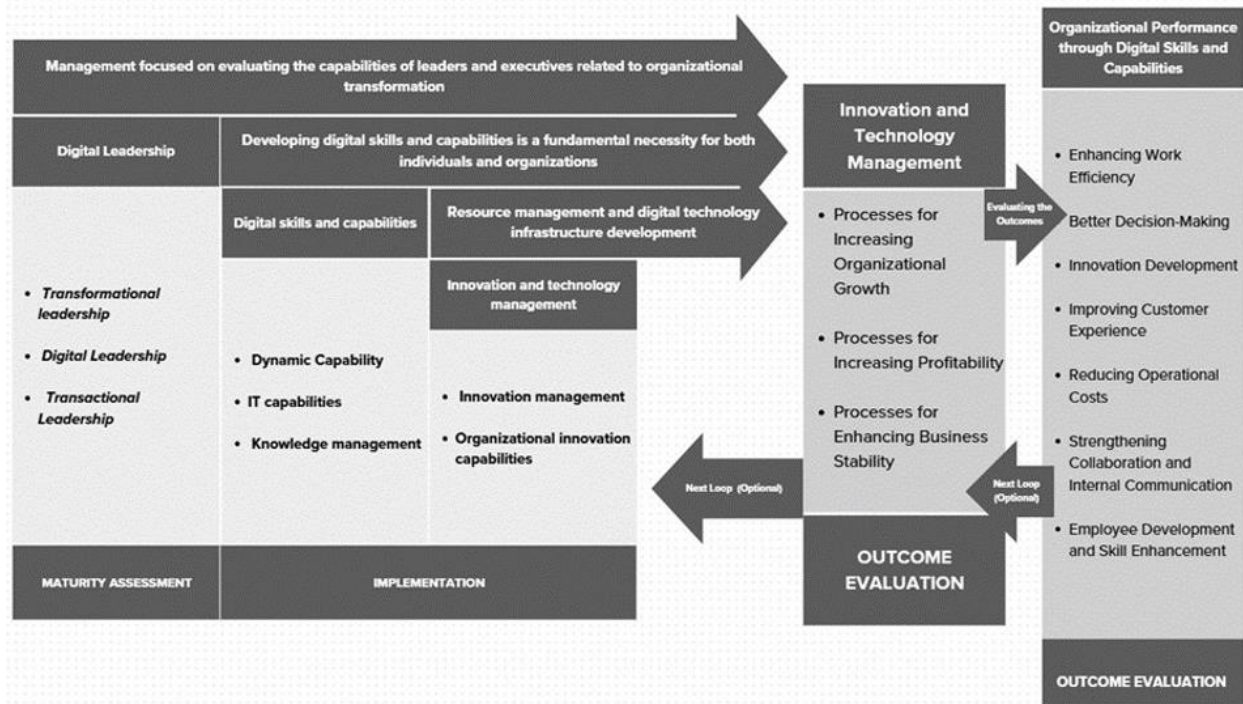 Management focused on evaluating the capabilities of leaders and executives related to organizational
transformation
Digital Leadership
Developing digital skills and capabilities is a fundamental necessity for both
individuals and organizations
Digital skills and capabilities
Resource management and digital technology
infrastructure development
Innovation and technology
management
• Transformational
leadership
• Digital Leadership
• Transactional
Leadership
• Dynamic Capability
• IT capabilities
• Knowledge management
• Innovation management
• Organizational innovation
capabilities
MATURITY ASSESSMENT
IMPLEMENTATION
Next Loop (Optional)
Innovation and
Technology
Management
• Processes for
Increasing
Organizational
Growth
• Processes for
Increasing Profitability
• Processes for
Enhancing Business
Stability
OUTCOME
EVALUATION
Evaluating the
Outcomes
Next Loop
(Optional)
Organizational Performance
through Digital Skills and
Capabilities
• Enhancing Work
Efficiency
• Better Decision-Making
• Innovation Development
• Improving Customer
Experience
• Reducing Operational
Costs
• Strengthening
Collaboration and
Internal Communication
• Employee Development
and Skill Enhancement
OUTCOME EVALUATION